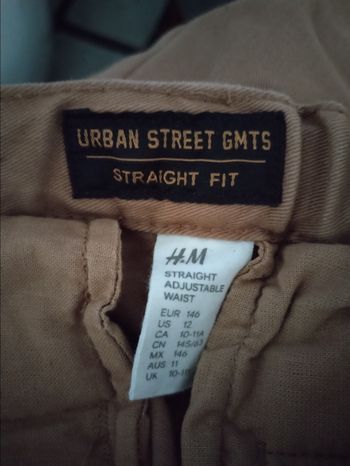 URBAN STREET GMTS
STRAIGHT FIT
H&M
STRAIGHT
ADJUSTABLE
WAIST
EUR 146
US 12
CA 10-11A
CN 145/63
MX 146
AUS 11
UK